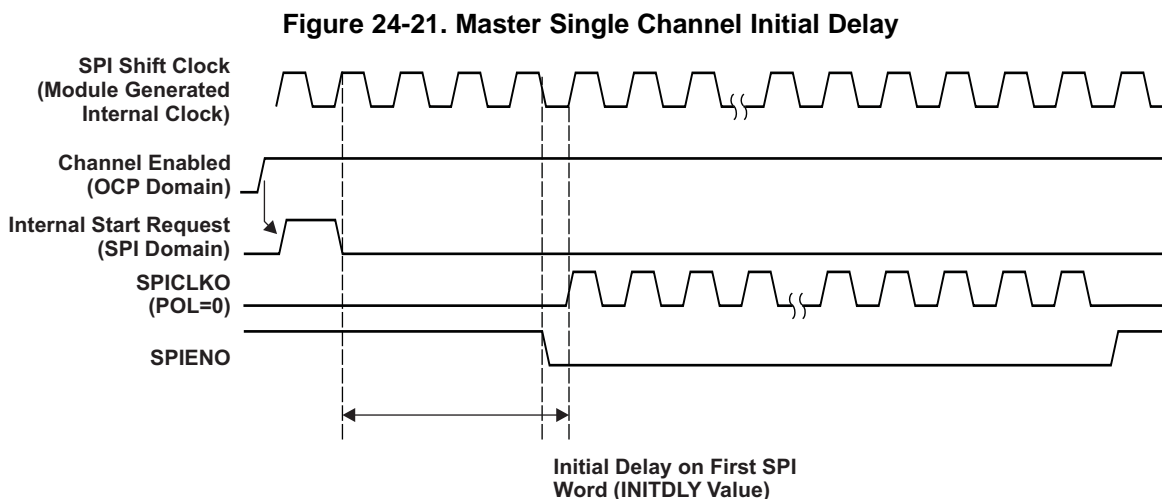 Figure 24-21. Master Single Channel Initial Delay
SPI Shift Clock
(Module Generated
Internal Clock)
Channel Enabled
(OCP Domain)
Internal Start Request
(SPI Domain)
SPICLKO
(POL=0)
SPIENO
Initial Delay on First SPI
Word (INITDLY Value)